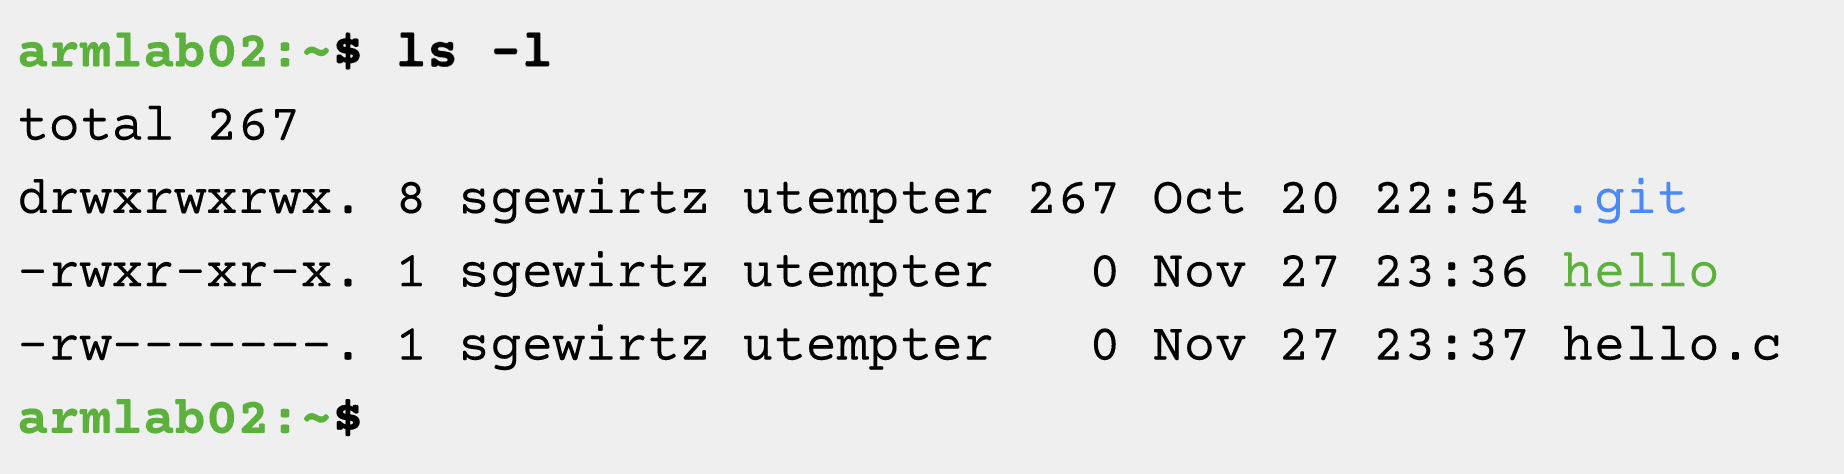 armlab02:~$ ls -l
total 267
drwxrwxrwx. 8 sgewirtz utempter 267 Oct 20 22:54 .git
-rwxr-xr-x. 1 sgewirtz utempter   0 Nov 27 23:36 hello
-rw-------. 1 sgewirtz utempter   0 Nov 27 23:37 hello.c
armlab02:~$